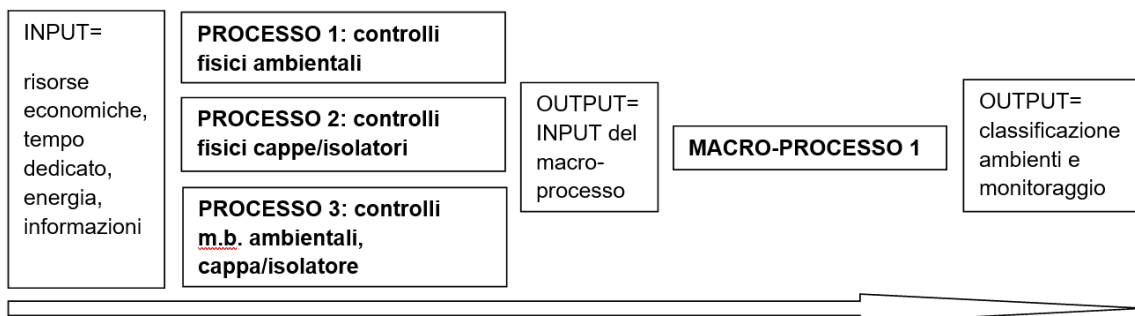 INPUT=
risorse
economiche,
tempo
dedicato,
energia,
informazioni
PROCESSO 1: controlli
fisici ambientali
PROCESSO 2: controlli
fisici cappe/isolatori
PROCESSO 3: controlli
m.b. ambientali,
cappa/isolatore
OUTPUT=
INPUT del
macro-
processo
MACRO-PROCESSO 1
OUTPUT=
classificazione
ambienti e
monitoraggio